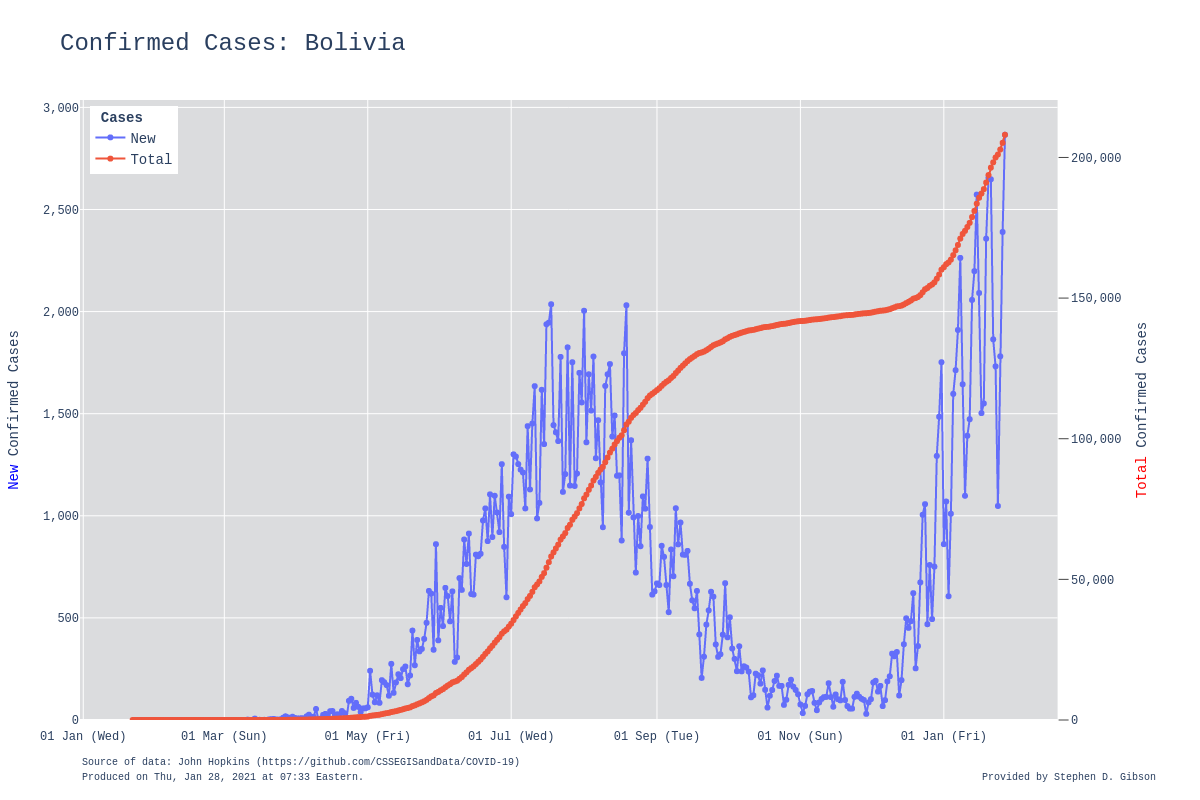 Confirmed Cases: Bolivia
Cases
New
Total
3,000
2,500
2,000
1,500
1,000
500
0
200,000
150,000
100,000
50,000
0
New Confirmed Cases
Total Confirmed Cases
01 Jan (Wed) 01 Mar (Sun) 01 May (Fri) 01 Jul (Wed) 01 Sep (Tue) 01 Nov (Sun) 01 Jan (Fri)
Source of data: John Hopkins (https://github.com/CSSEGISandData/COVID-19)
Produced on Thu, Jan 28, 2021 at 07:33 Eastern.
Provided by Stephen D. Gibson